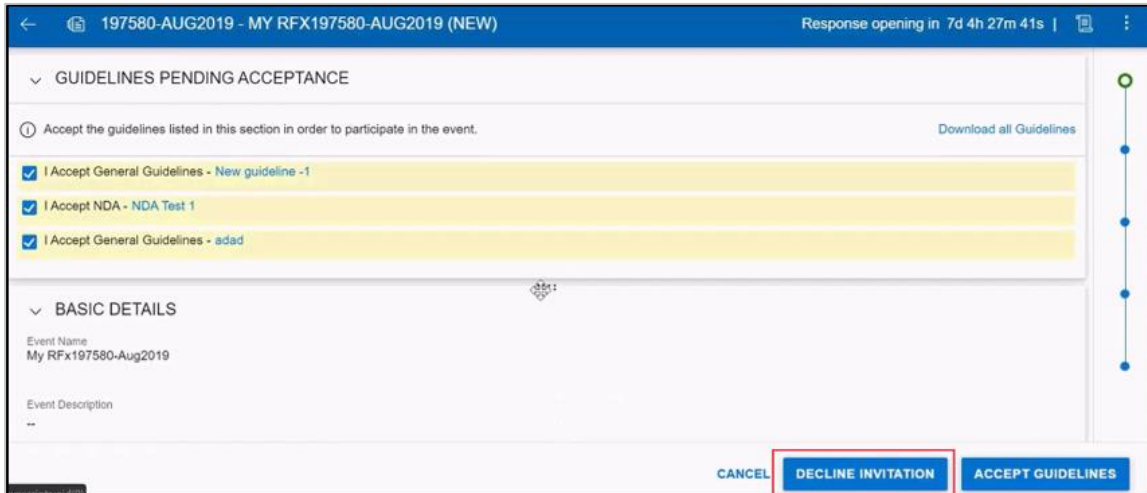 197580-AUG2019 - MY RFX197580-AUG2019 (NEW) Response opening in 7d 4h 27m 41s |
GUIDELINES PENDING ACCEPTANCE
Accept the guidelines listed in this section in order to participate in the event. Download all Guidelines
I Accept General Guidelines - New guideline -1
I Accept NDA - NDA Test 1
I Accept General Guidelines - adad
BASIC DETAILS
Event Name
My RFx197580-Aug2019
Event Description
--
CANCEL DECLINE INVITATION ACCEPT GUIDELINES